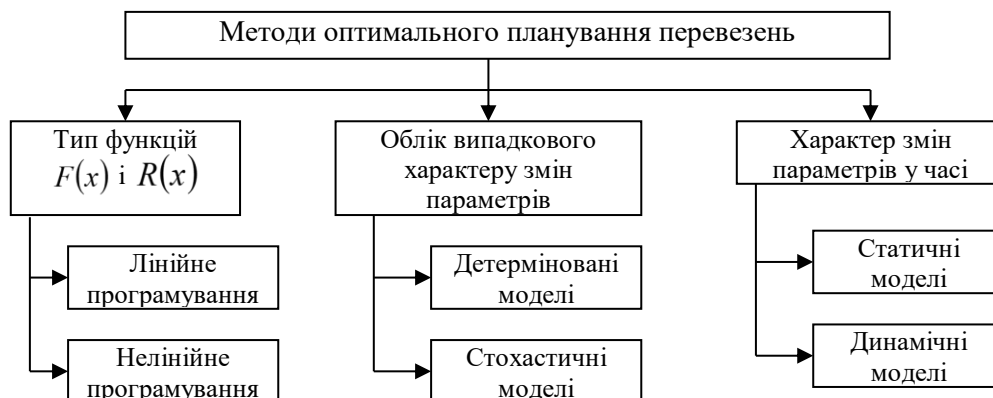 Методи оптимального планування перевезень
Тип функцій
F(x) і R(x)
Лінійне
програмування
Нелінійне
програмування
Облік випадкового
характеру змін
параметрів
Детерміновані
моделі
Стохастичні
моделі
Характер змін
параметрів у часі
Статичні
моделі
Динамічні
моделі